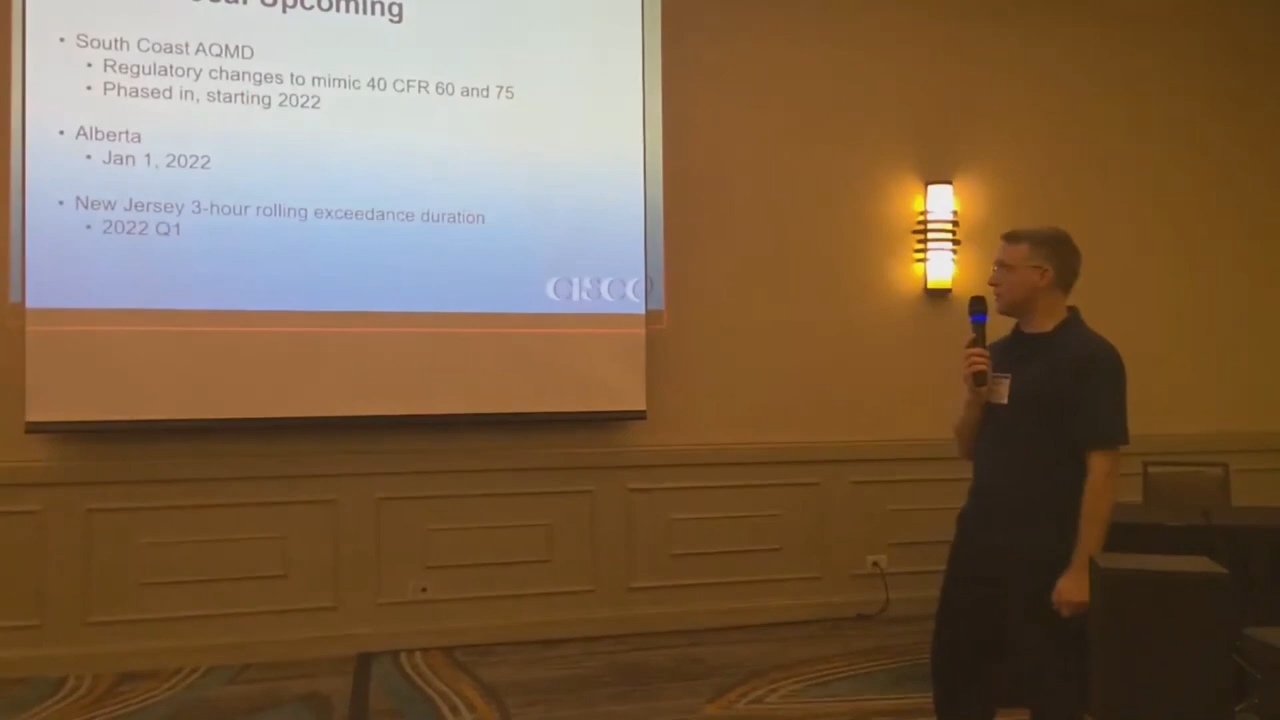 Upcoming
• South Coast AQMD
• Regulatory changes to mimic 40 CFR 60 and 75
• Phased in, starting 2022
• Alberta
• Jan 1, 2022
• New Jersey 3-hour rolling exceedance duration
• 2022 Q1